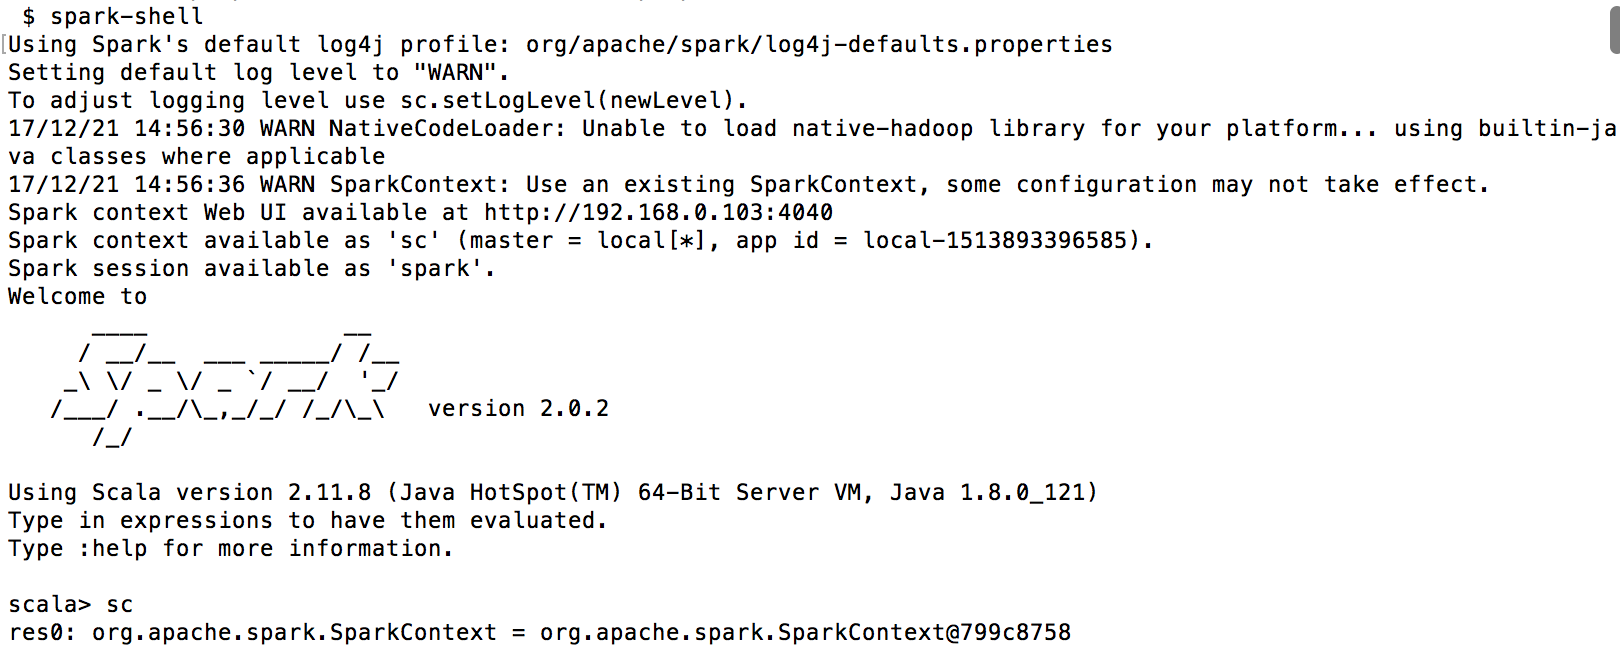 $ spark-shell
[Using Spark's default log4j profile: org/apache/spark/log4j-defaults.properties
Setting default log level to "WARN".
To adjust logging level use sc.setLogLevel(newLevel).
17/12/21 14:56:30 WARN NativeCodeLoader: Unable to load native-hadoop library for your platform... using builtin-ja
va classes where applicable
17/12/21 14:56:36 WARN SparkContext: Use an existing SparkContext, some configuration may not take effect.
Spark context Web UI available at http://192.168.0.103:4040
Spark context available as 'sc' (master = local[*], app id = local-1513893396585).
Spark session available as 'spark'.
Welcome to
      ____              __
     / __/__  ___ _____/ /__
    _\ \/ _ \/ _ `/ __/  '_/
   /___/ .__/\_,_/_/ /_/\_\   version 2.0.2
      /_/
Using Scala version 2.11.8 (Java HotSpot(TM) 64-Bit Server VM, Java 1.8.0_121)
Type in expressions to have them evaluated.
Type :help for more information.
scala> sc
res0: org.apache.spark.SparkContext = org.apache.spark.SparkContext@799c8758